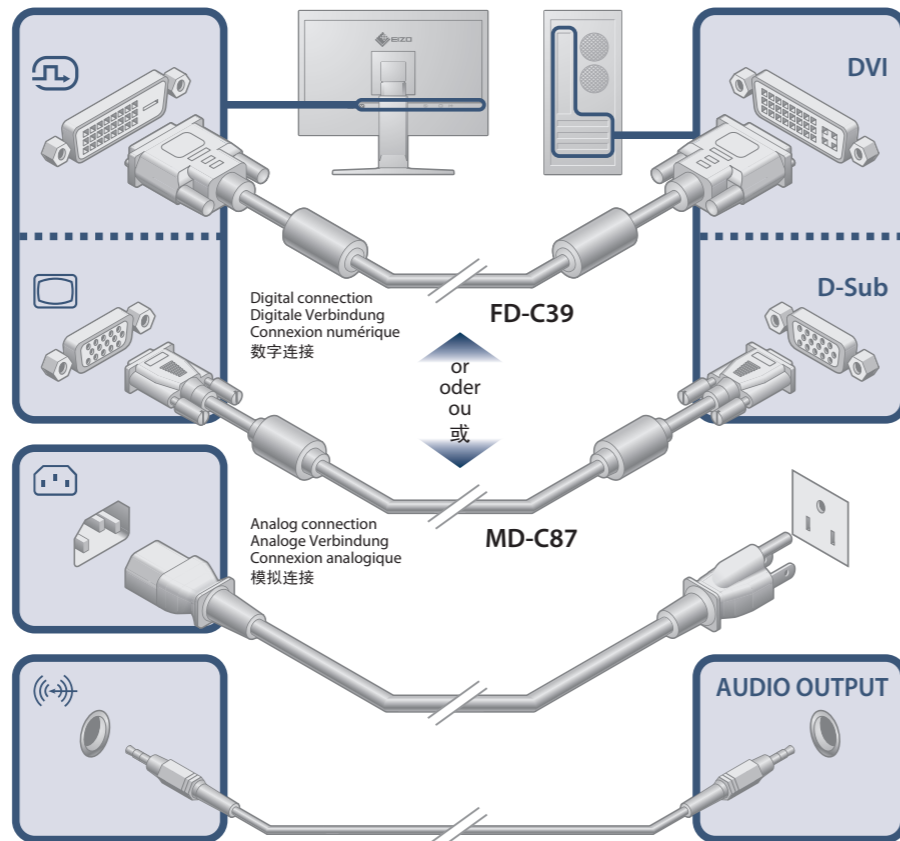 EIZO
DVI
Digital connection
Digitale Verbindung
Connexion numérique
数字连接
FD-C39
D-Sub
or
oder
ou
或
Analog connection
Analoge Verbindung
Connexion analogique
模拟连接
MD-C87
AUDIO OUTPUT